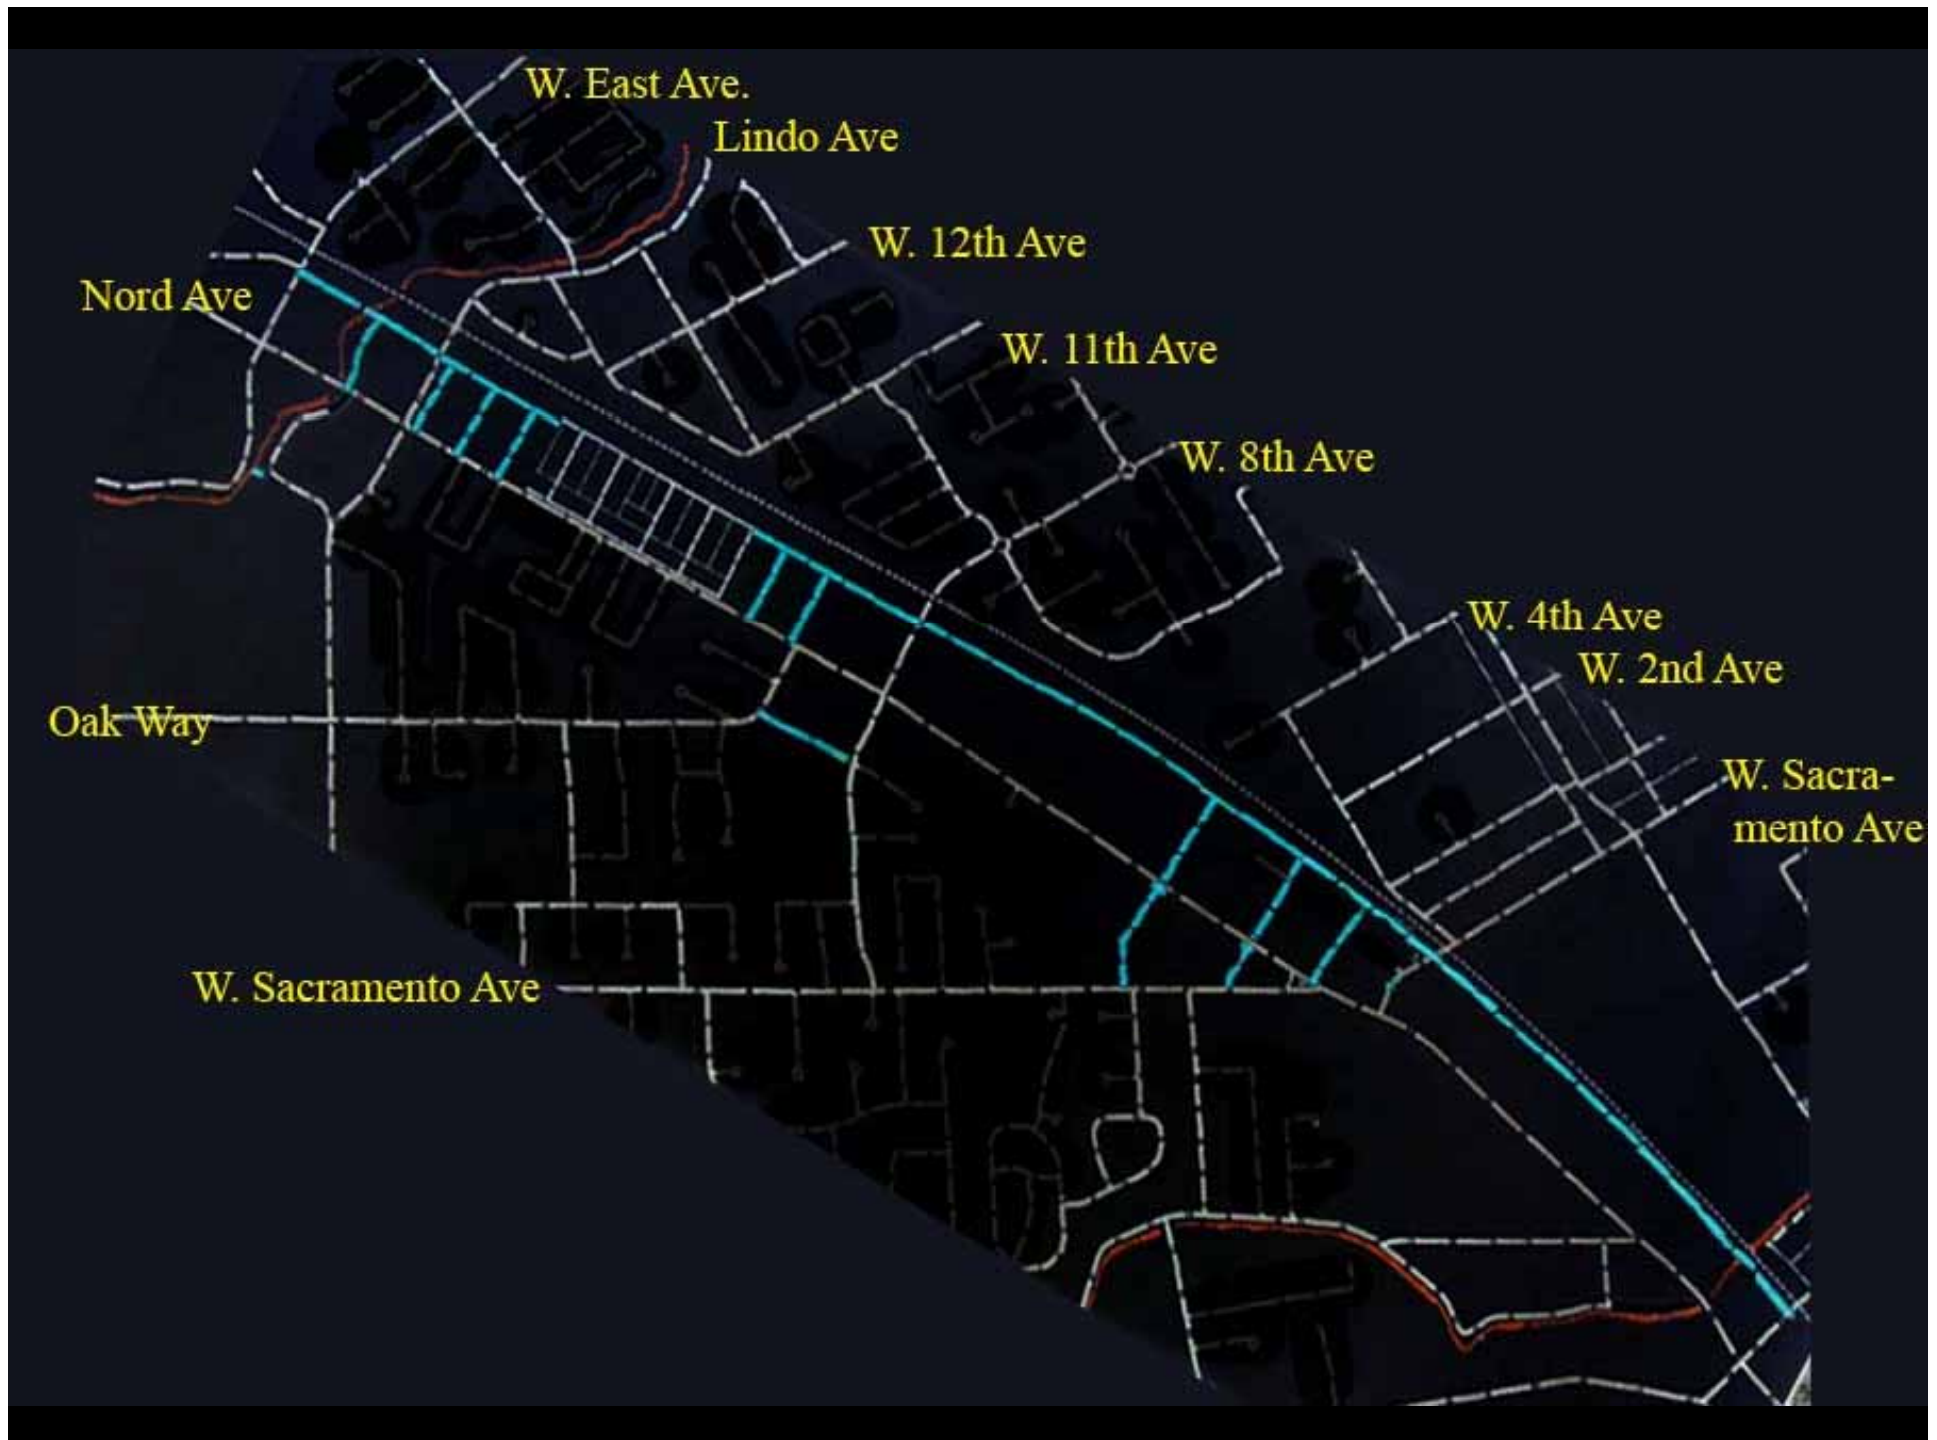 W. East Ave.
Lindo Ave
W. 12th Ave
Nord Ave
W. 11th Ave
W. 8th Ave
W. 4th Ave
W. 2nd Ave
Oak Way
W. Sacra-
mento Ave
W. Sacramento Ave